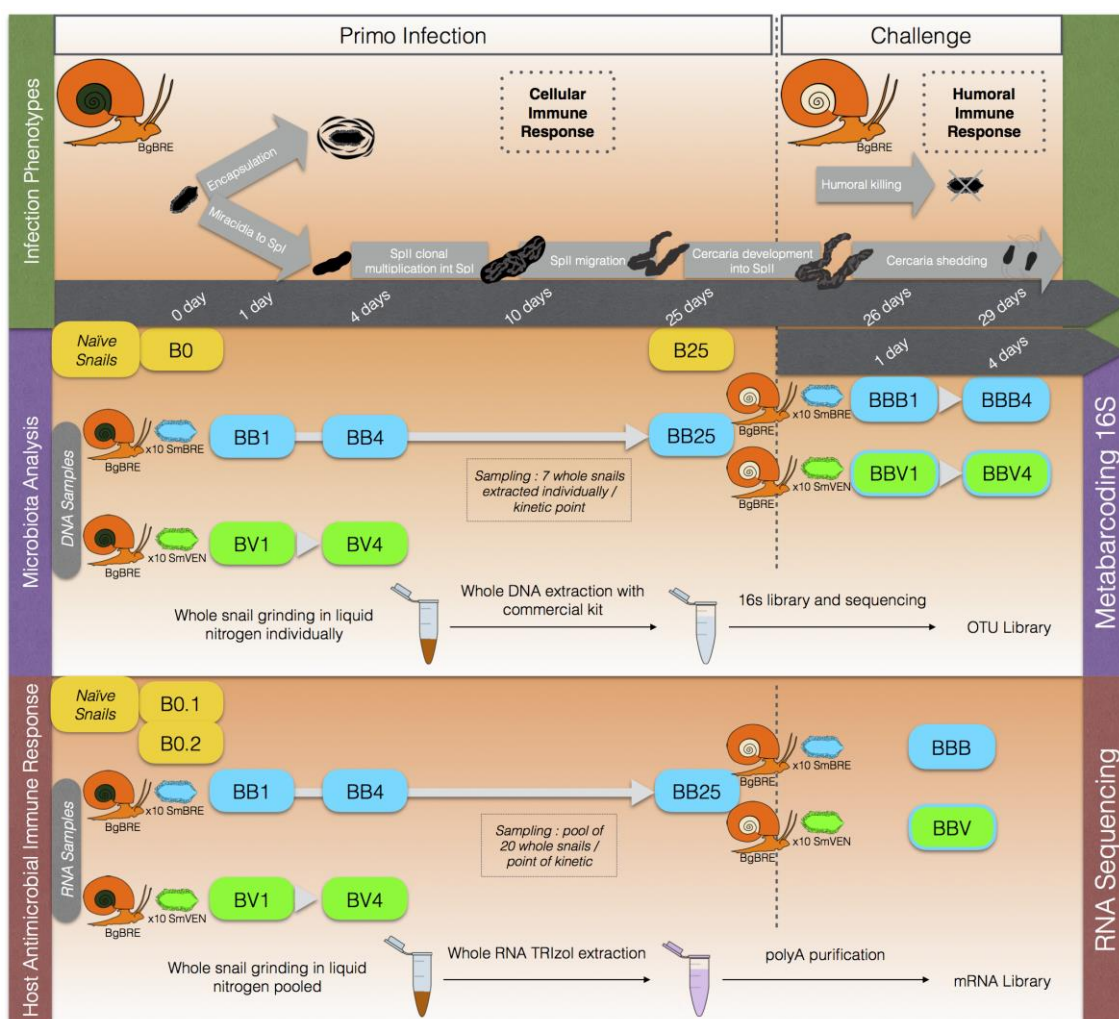 Primo Infection
Challenge
Infection Phenotypes
BgBRE
Encapsulation
Miracidia to SpI
Cellular
Immune
Response
BgBRE
Humoral
Immune
Response
Humoral killing
SpII clonal
multiplication int SpI
SpII migration
Cercaria development
into SpII
Cercaria shedding
0 day
1 day
4 days
10 days
25 days
26 days
29 days
1 day
4 days
Microbiota Analysis
Metabarcoding 16S
Naïve
Snails
B0
B25
DNA Samples
BgBRE
x10 SmBRE
BB1
BB4
BB25
BgBRE
x10 SmBRE
BBB1
BBB4
Sampling : 7 whole snails
extracted individually /
kinetic point
BgBRE
x10 SmVEN
BBV1
BBV4
BgBRE
x10 SmVEN
BV1
BV4
Whole snail grinding in liquid
nitrogen individually
Whole DNA extraction with
commercial kit
16s library and sequencing
OTU Library
Host Antimicrobial Immune Response
RNA Sequencing
Naïve
Snails
B0.1
B0.2
RNA Samples
BgBRE
x10 SmBRE
BB1
BB4
BB25
BgBRE
x10 SmBRE
BBB
Sampling : pool of
20 whole snails /
point of kinetic
BgBRE
x10 SmVEN
BBV
BgBRE
x10 SmVEN
BV1
BV4
Whole snail grinding in liquid
nitrogen pooled
Whole RNA TRIzol extraction
polyA purification
mRNA Library